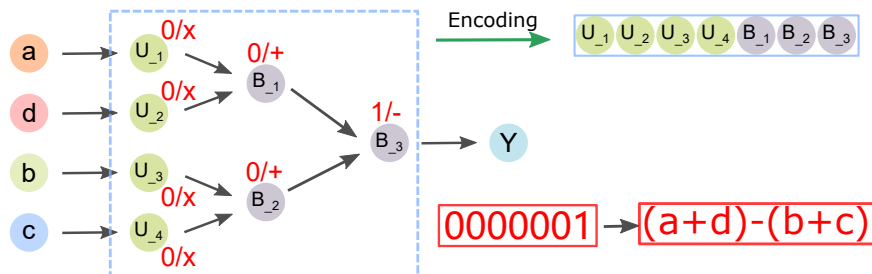 0/x
Encoding
a
U_1
0/+
U_1 U_2 U_3 U_4 B_1 B_2 B_3
0/x
B_1
d
U_2
1/-
B_3
Y
b
U_3
0/+
0/x
B_2
c
U_4
0/x
0000001
(a+d)-(b+c)